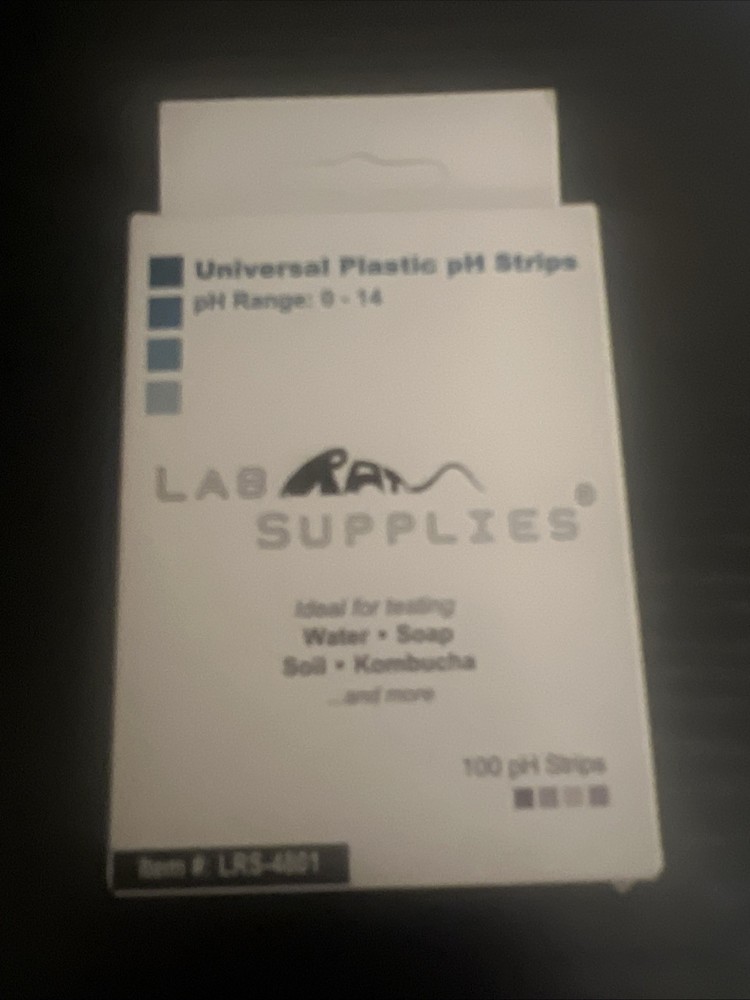 Universal Plastic pH Strips
pH Range: 0 - 14
LAB RAT
SUPPLIES®
Ideal for testing
Water • Soap
Soil • Kombucha
...and more
100 pH Strips
Item #: LRS-4801